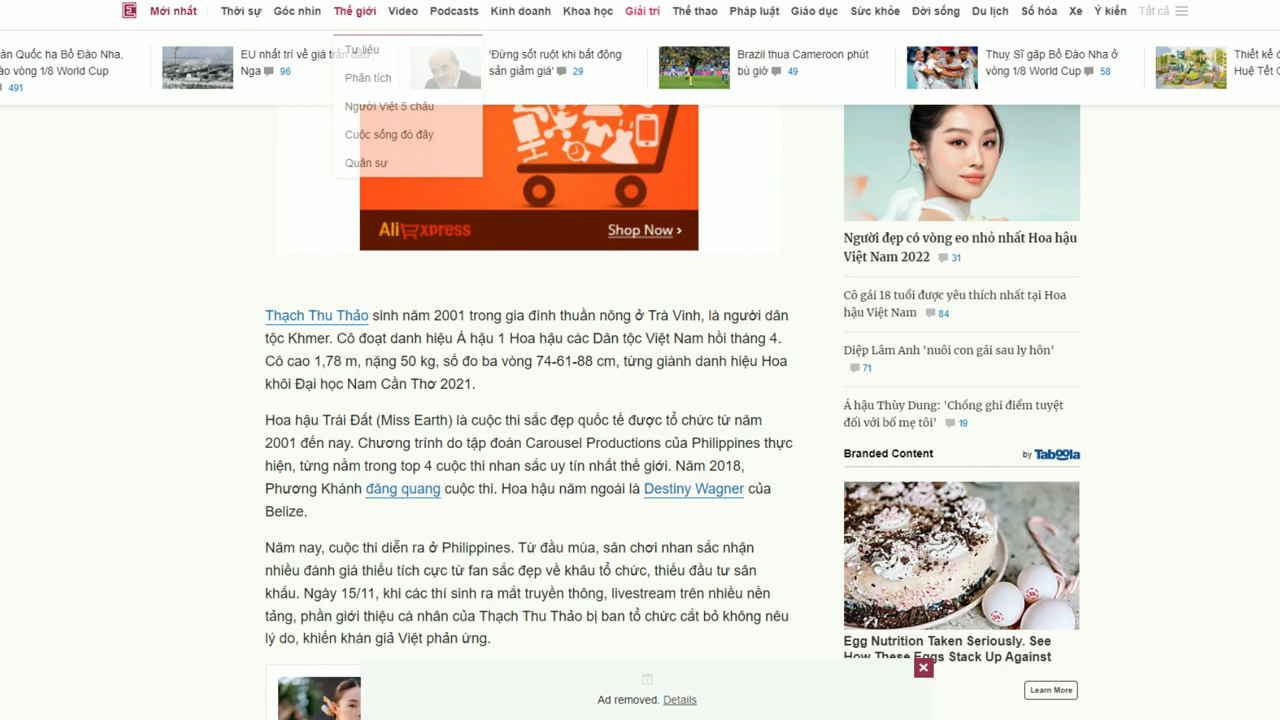 Mới nhất Thời sự Góc nhìn Thế giới Video Podcasts Kinh doanh Khoa học Giải trí Thể thao Pháp luật Giáo dục Sức khỏe Đời sống Du lịch Số hóa Xe Ý kiến Tất cả
Quốc hạ Bồ Đào Nha,
vòng 1/8 World Cup
491
EU nhất trí về giá trần dầu
Nga 96
'Đừng sốt ruột khi bất động
sản giảm giá' 29
Brazil thua Cameroon phút
bù giờ 49
Thuỵ Sĩ gặp Bồ Đào Nha ở
vòng 1/8 World Cup 58
Thiết kế
Huệ Tết
Tư liệu
Phân tích
Người Việt 5 châu
Cuộc sống đó đây
Quân sự
AliExpress
Shop Now ›
Thạch Thu Thảo sinh năm 2001 trong gia đình thuần nông ở Trà Vinh, là người dân
tộc Khmer. Cô đoạt danh hiệu Á hậu 1 Hoa hậu các Dân tộc Việt Nam hồi tháng 4.
Cô cao 1,78 m, nặng 50 kg, số đo ba vòng 74-61-88 cm, từng giành danh hiệu Hoa
khôi Đại học Nam Cần Thơ 2021.
Hoa hậu Trái Đất (Miss Earth) là cuộc thi sắc đẹp quốc tế được tổ chức từ năm
2001 đến nay. Chương trình do tập đoàn Carousel Productions của Philippines thực
hiện, từng nằm trong top 4 cuộc thi nhan sắc uy tín nhất thế giới. Năm 2018,
Phương Khánh đăng quang cuộc thi. Hoa hậu năm ngoái là Destiny Wagner của
Belize.
Năm nay, cuộc thi diễn ra ở Philippines. Từ đầu mùa, sân chơi nhan sắc nhận
nhiều đánh giá thiếu tích cực từ fan sắc đẹp về khâu tổ chức, thiếu đầu tư sân
khấu. Ngày 15/11, khi các thí sinh ra mắt truyền thông, livestream trên nhiều nền
tảng, phần giới thiệu cá nhân của Thạch Thu Thảo bị ban tổ chức cắt bỏ không nêu
lý do, khiến khán giả Việt phản ứng.
Người đẹp có vòng eo nhỏ nhất Hoa hậu
Việt Nam 2022 31
Cô gái 18 tuổi được yêu thích nhất tại Hoa
hậu Việt Nam 84
Diệp Lâm Anh 'nuôi con gái sau ly hôn'
71
Á hậu Thùy Dung: 'Chồng ghi điểm tuyệt
đối với bố mẹ tôi' 19
Branded Content by Taboola
Egg Nutrition Taken Seriously. See
How These Eggs Stack Up Against
Learn More
Ad removed. Details